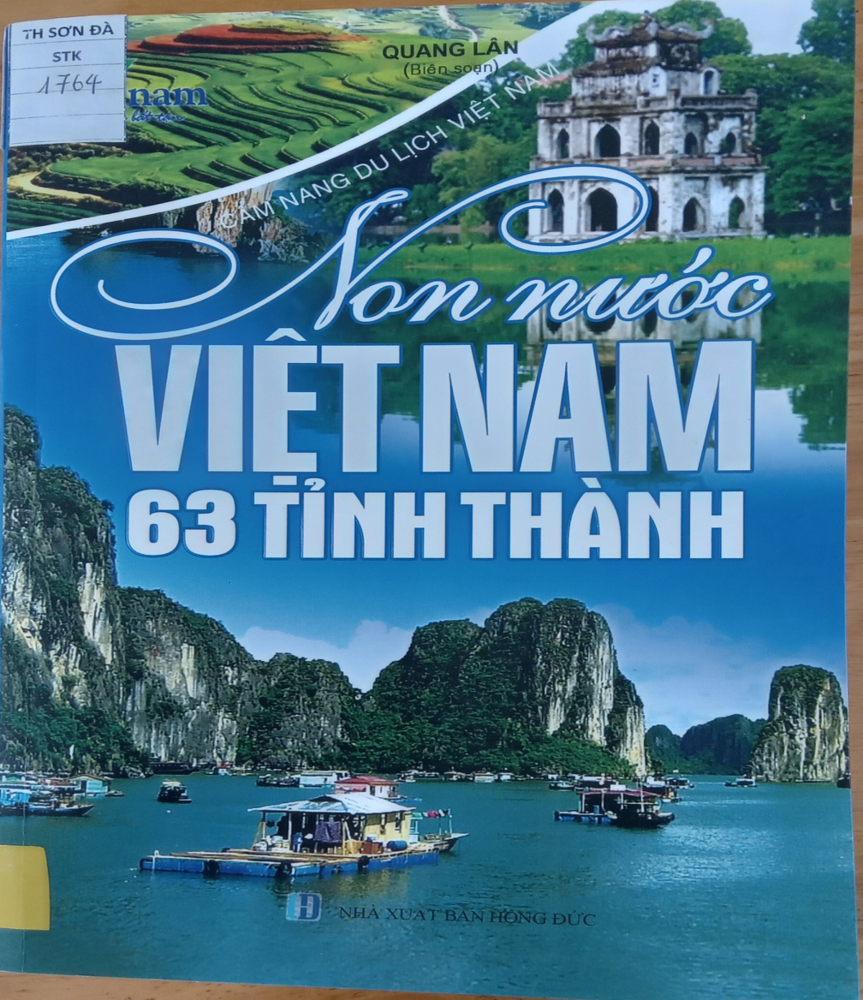 TH SƠN ĐÀ
STK
1764
nam
QUANG LÂN
(Biên soạn)
CẨM NANG DU LỊCH VIỆT NAM
Non nước
VIỆT NAM
63 TỈNH THÀNH
NHÀ XUẤT BẢN HỒNG ĐỨC